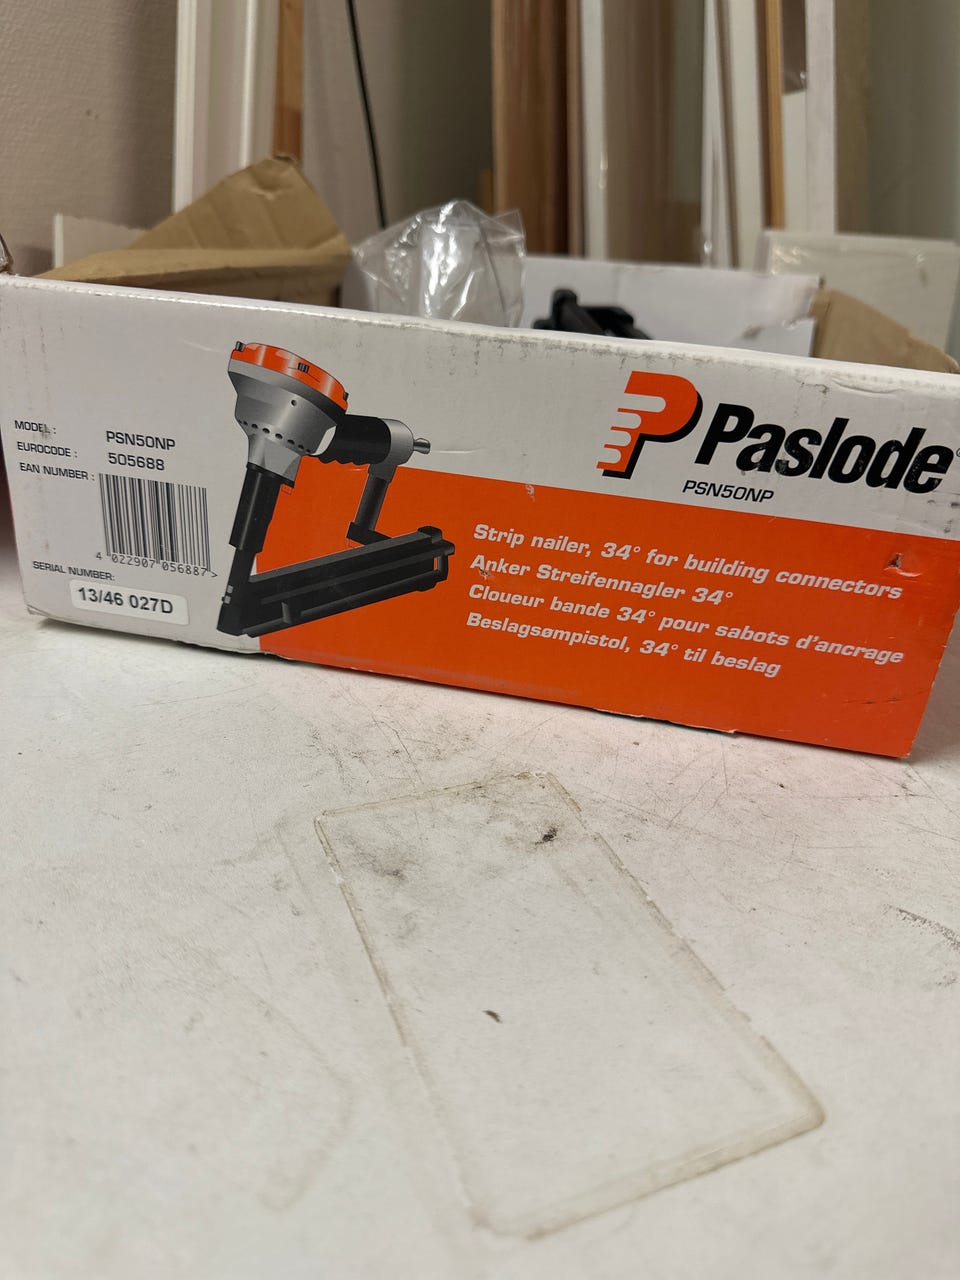 MODEL: PSN50NP
EUROCODE: 505688
EAN NUMBER:
4 022907 056887 >
SERIAL NUMBER:
13/46 027D
Paslode
PSN50NP
Strip nailer, 34° for building connectors
Anker Streifennagler 34°
Cloueur bande 34° pour sabots d'ancrage
Beslagsømpistol, 34° til beslag